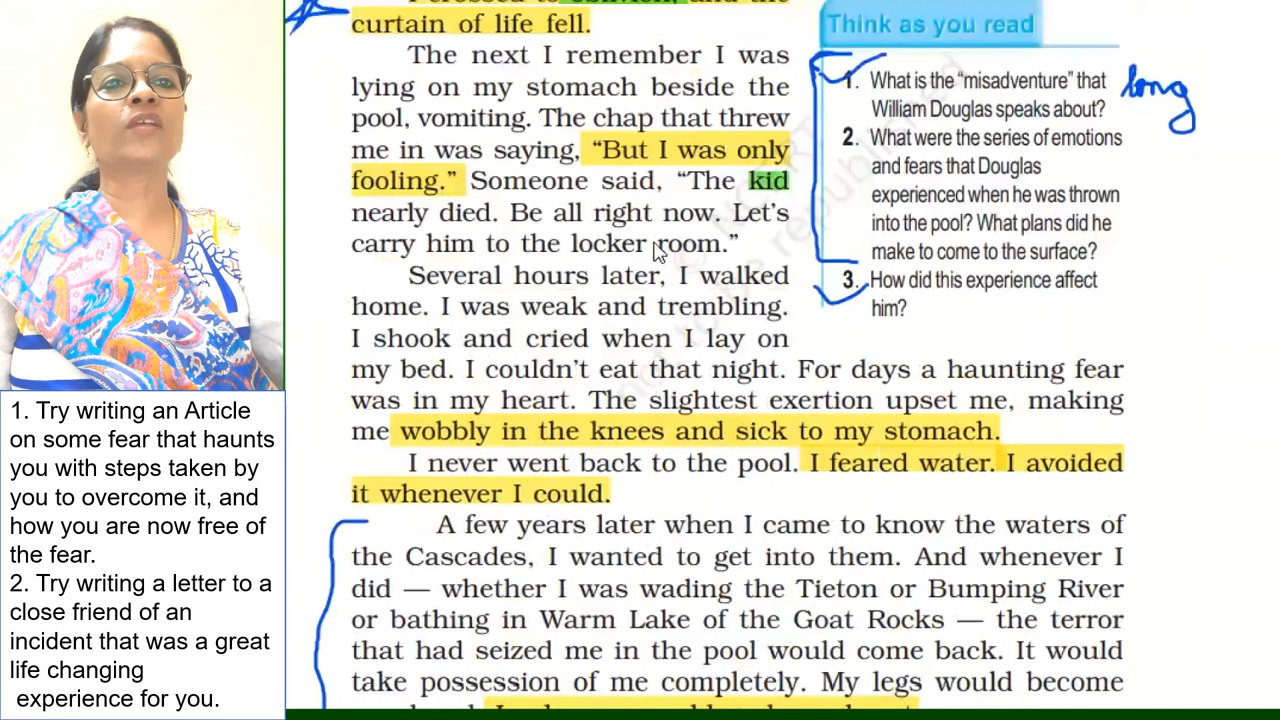 curtain of life fell.
The next I remember I was
lying on my stomach beside the
pool, vomiting. The chap that threw
me in was saying, “But I was only
fooling.” Someone said, “The kid
nearly died. Be all right now. Let’s
carry him to the locker room.”
Several hours later, I walked
home. I was weak and trembling.
I shook and cried when I lay on
my bed. I couldn’t eat that night. For days a haunting fear
was in my heart. The slightest exertion upset me, making
me wobbly in the knees and sick to my stomach.
I never went back to the pool. I feared water. I avoided
it whenever I could.
A few years later when I came to know the waters of
the Cascades, I wanted to get into them. And whenever I
did — whether I was wading the Tieton or Bumping River
or bathing in Warm Lake of the Goat Rocks — the terror
that had seized me in the pool would come back. It would
take possession of me completely. My legs would become
Think as you read
1. What is the “misadventure” that
William Douglas speaks about?
2. What were the series of emotions
and fears that Douglas
experienced when he was thrown
into the pool? What plans did he
make to come to the surface?
3. How did this experience affect
him?
long
1. Try writing an Article
on some fear that haunts
you with steps taken by
you to overcome it, and
how you are now free of
the fear.
2. Try writing a letter to a
close friend of an
incident that was a great
life changing
experience for you.